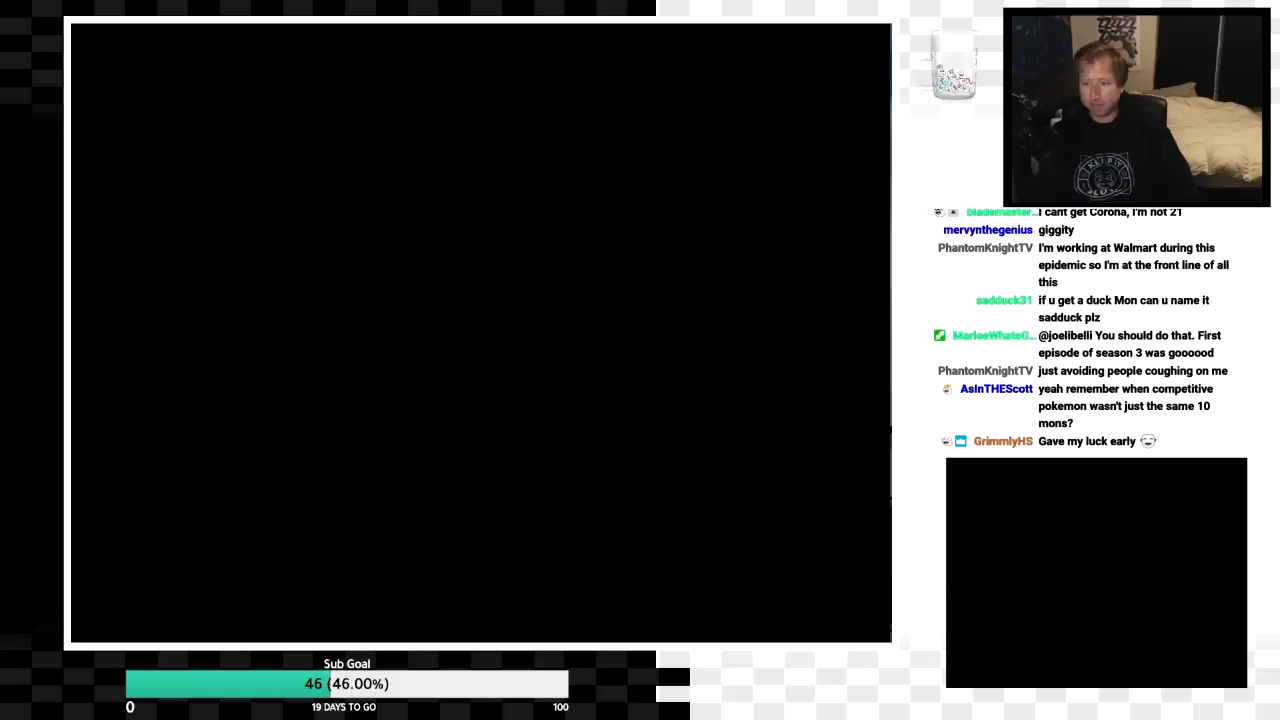 I cant get Corona, I'm not 21
mervynthegenius giggity
PhantomKnightTV I'm working at Walmart during this
epidemic so I'm at the front line of all
this
sadduck31 if u get a duck Mon can u name it
sadduck plz
MarlosWhatsG... @joelibelli You should do that. First
episode of season 3 was goooood
PhantomKnightTV just avoiding people coughing on me
AsInTHEScott yeah remember when competitive
pokemon wasn't just the same 10
mons?
GrimmlyHS Gave my luck early
Sub Goal
46 (46.00%)
0 19 DAYS TO GO 100